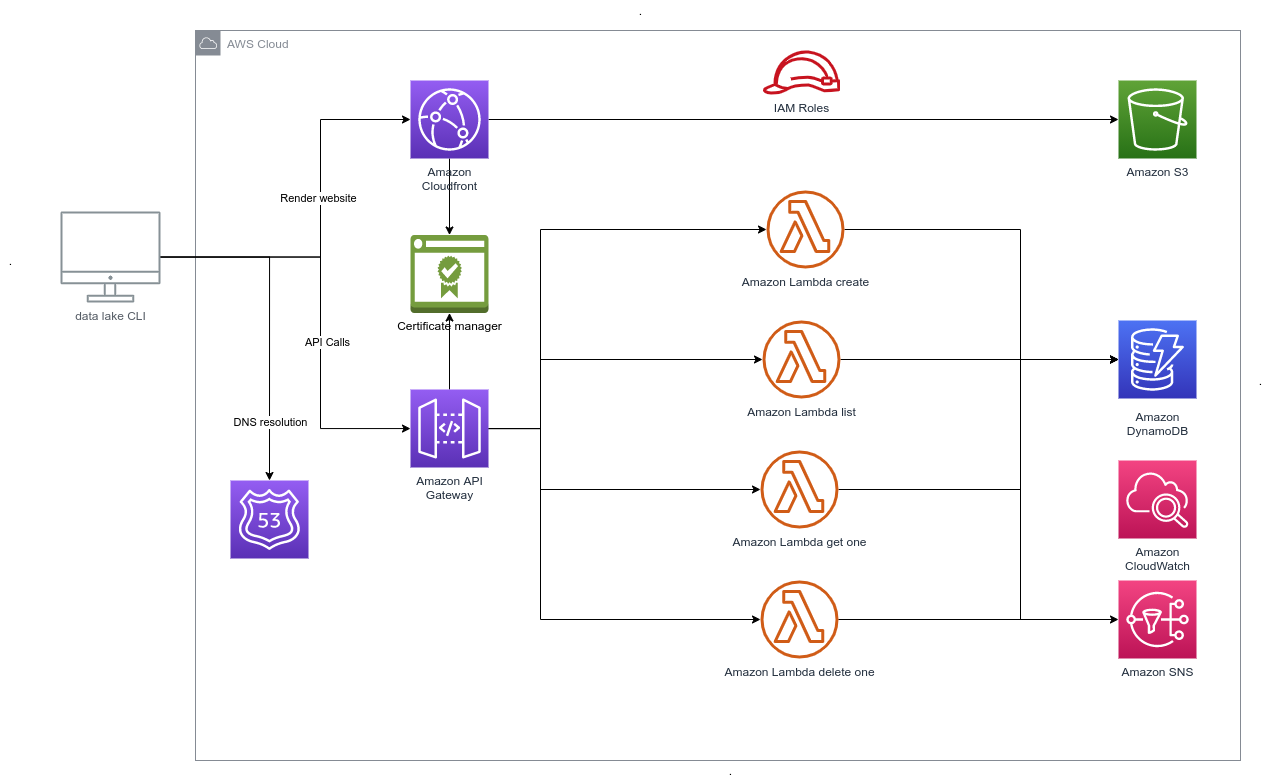 AWS Cloud
IAM Roles
Amazon
Cloudfront
Amazon S3
Render website
Amazon Lambda create
data lake CLI
Certificate manager
API Calls
Amazon Lambda list
Amazon
DynamoDB
DNS resolution
</>
Amazon API
Gateway
53
Amazon Lambda get one
Amazon
CloudWatch
Amazon Lambda delete one
Amazon SNS